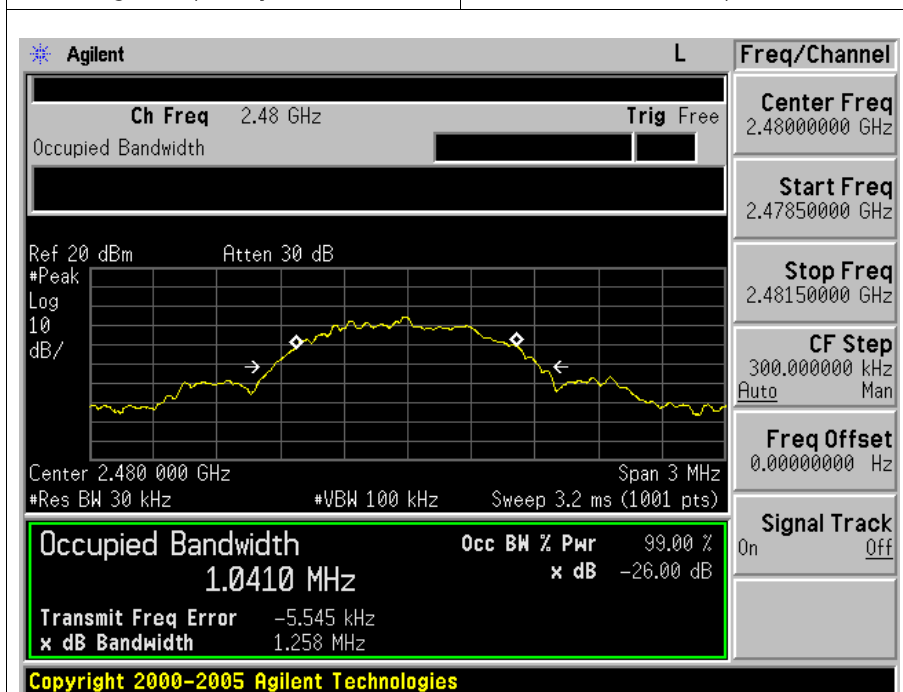 Agilent L
Ch Freq 2.48 GHz Trig Free
Occupied Bandwidth
Ref 20 dBm Atten 30 dB
#Peak
Log
10
dB/
Center 2.480 000 GHz Span 3 MHz
#Res BW 30 kHz #VBW 100 kHz Sweep 3.2 ms (1001 pts)
Occupied Bandwidth Occ BW % Pwr 99.00 %
1.0410 MHz x dB -26.00 dB
Transmit Freq Error -5.545 kHz
x dB Bandwidth 1.258 MHz
Copyright 2000-2005 Agilent Technologies
Freq/Channel
Center Freq
2.48000000 GHz
Start Freq
2.47850000 GHz
Stop Freq
2.48150000 GHz
CF Step
300.000000 kHz
Auto Man
Freq Offset
0.00000000 Hz
Signal Track
On Off